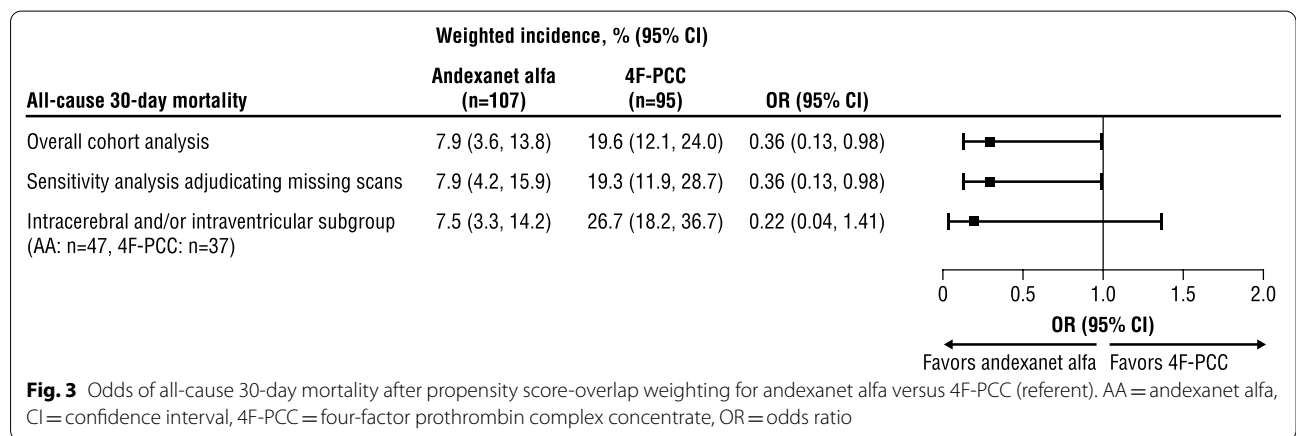 Weighted incidence, % (95% CI)
Andexanet alfa 4F-PCC
All-cause 30-day mortality (n=107) (n=95) OR (95% CI)
Overall cohort analysis 7.9 (3.6, 13.8) 19.6 (12.1, 24.0) 0.36 (0.13, 0.98)
Sensitivity analysis adjudicating missing scans 7.9 (4.2, 15.9) 19.3 (11.9, 28.7) 0.36 (0.13, 0.98)
Intracerebral and/or intraventricular subgroup 7.5 (3.3, 14.2) 26.7 (18.2, 36.7) 0.22 (0.04, 1.41)
(AA: n=47, 4F-PCC: n=37)
0 0.5 1.0 1.5 2.0
OR (95% CI)
Favors andexanet alfa Favors 4F-PCC
Fig. 3 Odds of all-cause 30-day mortality after propensity score-overlap weighting for andexanet alfa versus 4F-PCC (referent). AA = andexanet alfa,
CI = confidence interval, 4F-PCC = four-factor prothrombin complex concentrate, OR = odds ratio